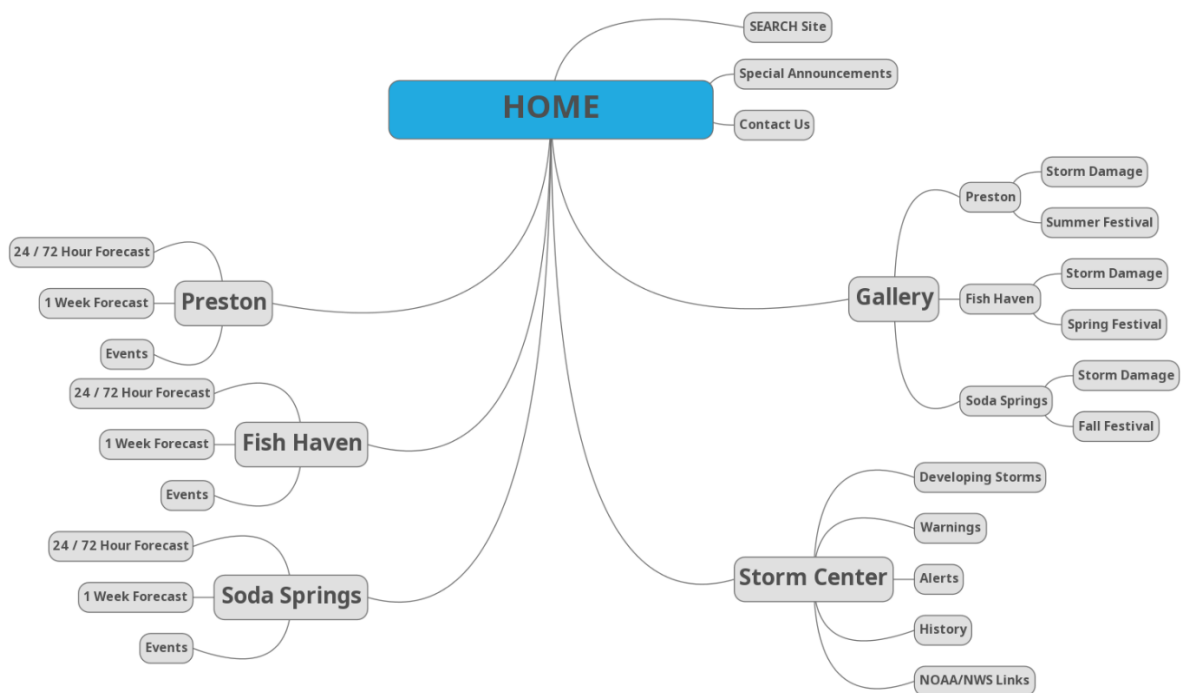 SEARCH Site
Special Announcements
HOME
Contact Us
Preston
24 / 72 Hour Forecast
1 Week Forecast
Events
Fish Haven
24 / 72 Hour Forecast
1 Week Forecast
Events
Soda Springs
24 / 72 Hour Forecast
1 Week Forecast
Events
Gallery
Preston
Storm Damage
Summer Festival
Fish Haven
Storm Damage
Spring Festival
Soda Springs
Storm Damage
Fall Festival
Storm Center
Developing Storms
Warnings
Alerts
History
NOAA/NWS Links